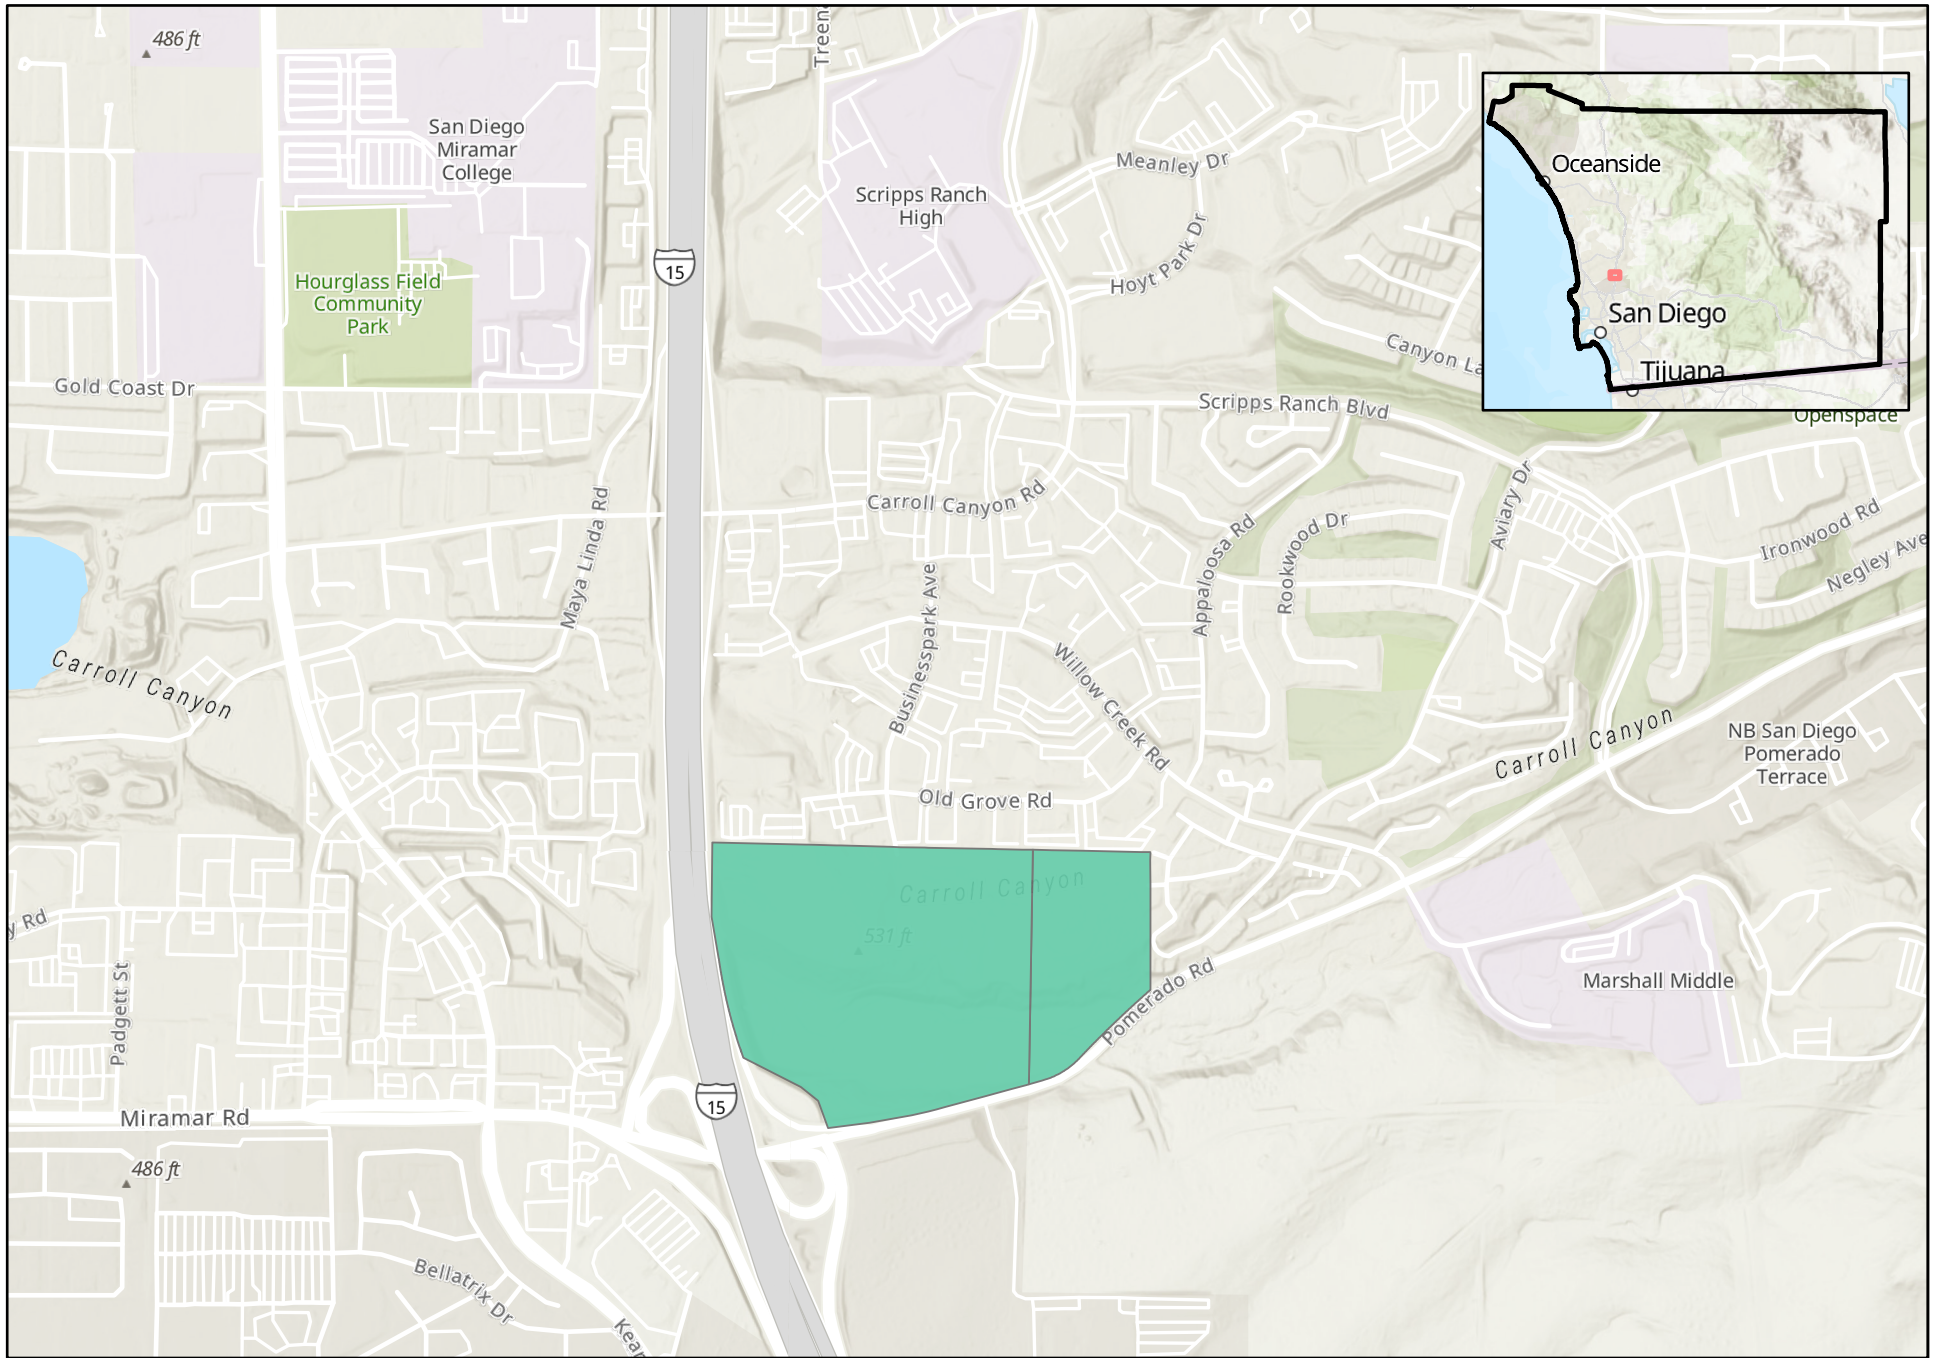 486 ft
Treen
San Diego
Miramar
College
Scripps Ranch
High
Meanley Dr
Hoyt Park Dr
15
Hourglass Field
Community
Park
Gold Coast Dr
Canyon La
Scripps Ranch Blvd
Openspace
Oceanside
San Diego
Tijuana
Carroll Canyon Rd
Maya Linda Rd
Businesspark Ave
Appaloosa Rd
Rookwood Dr
Aviary Dr
Ironwood Rd
Negley Ave
Carroll Canyon
Willow Creek Rd
Carroll Canyon
NB San Diego
Pomerado
Terrace
Old Grove Rd
Carroll Canyon
531 ft
y Rd
Padgett St
Pomerado Rd
Marshall Middle
15
Miramar Rd
486 ft
Bellatrix Dr
Kear